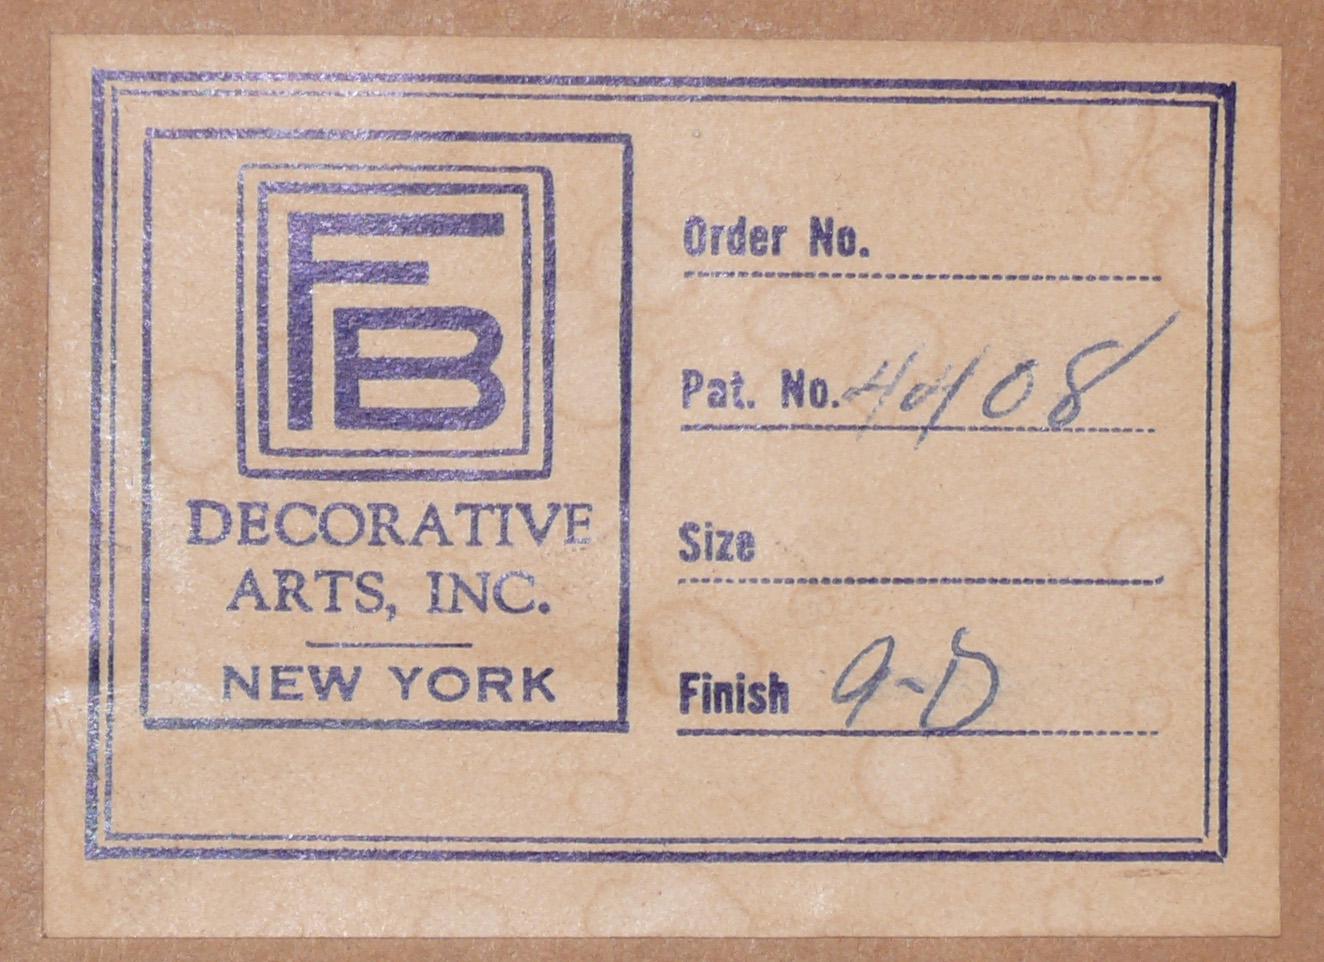 FB
DECORATIVE
ARTS, INC.
NEW YORK
Order No.
Pat. No. 4408
Size
Finish 9-D